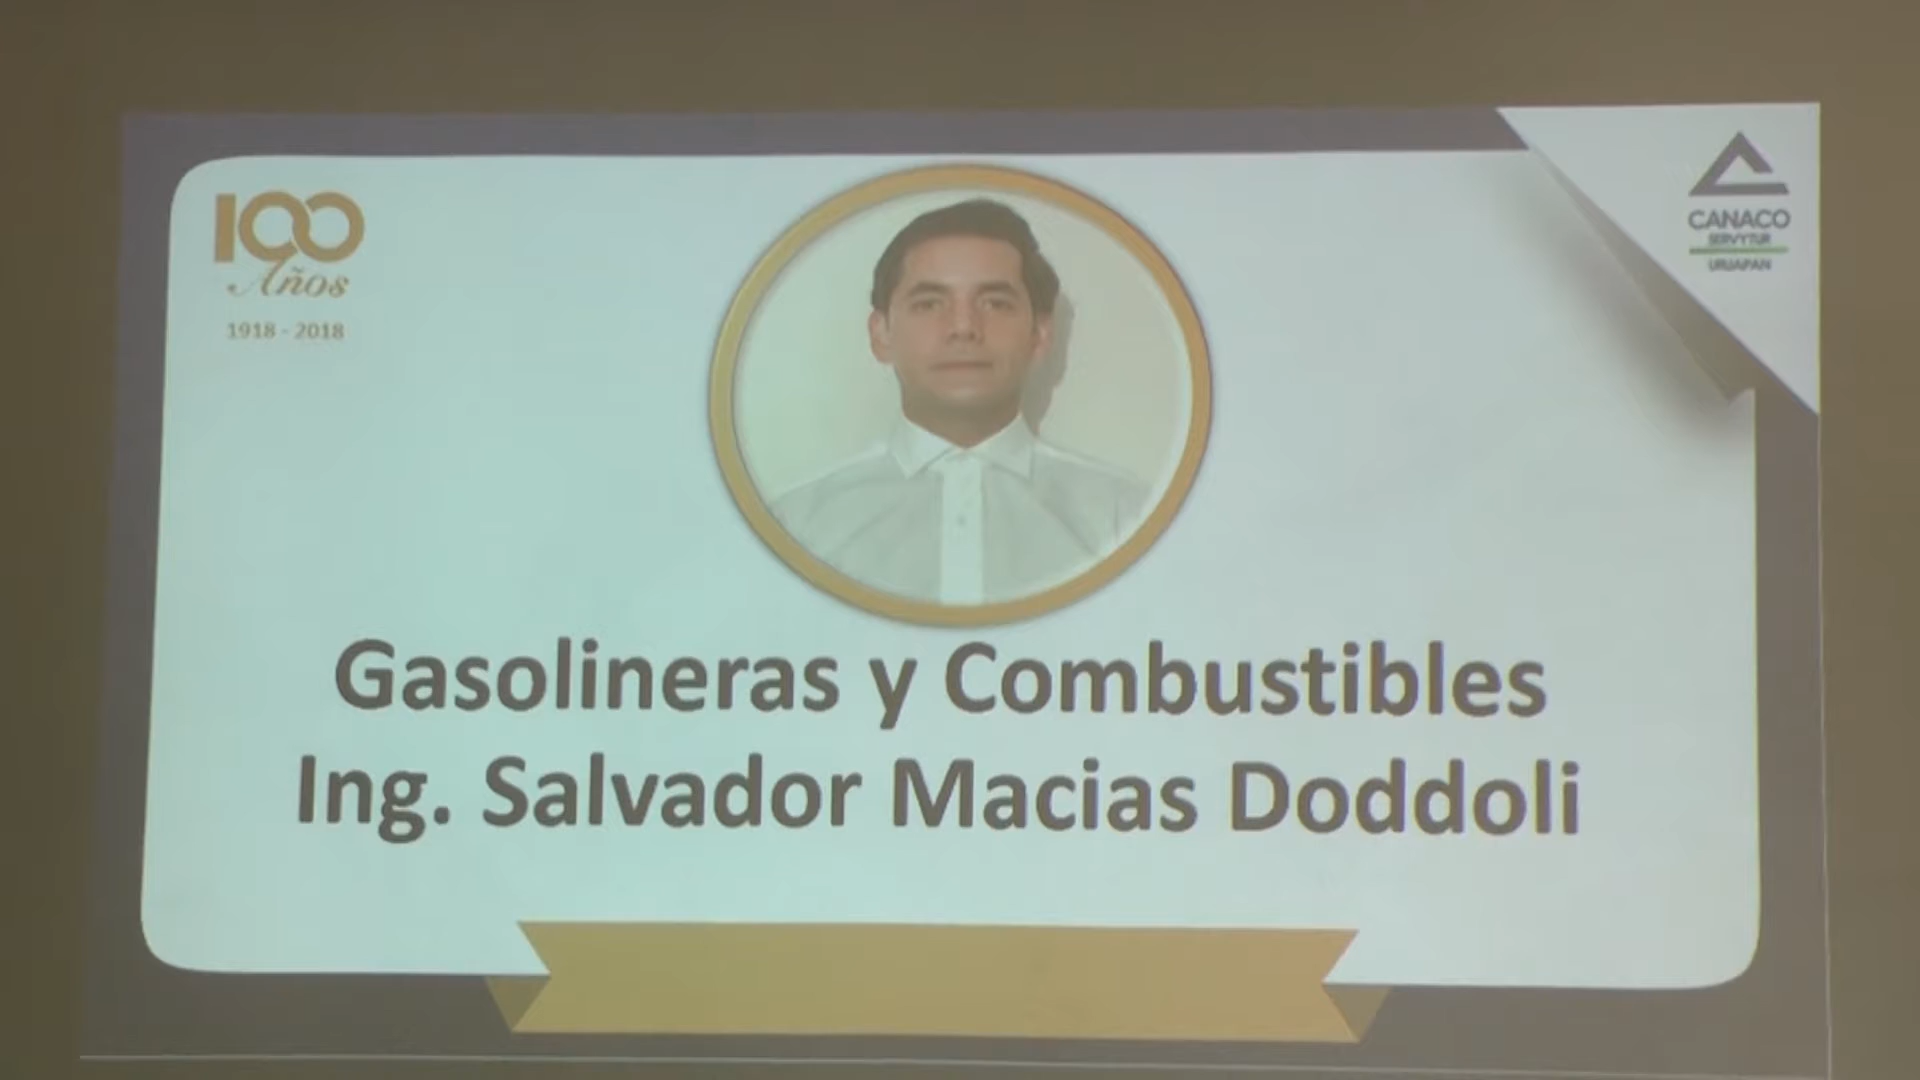 100
Años
1918 - 2018
CANACO
SERVYTUR
URUAPAN
Gasolineras y Combustibles
Ing. Salvador Macias Doddoli